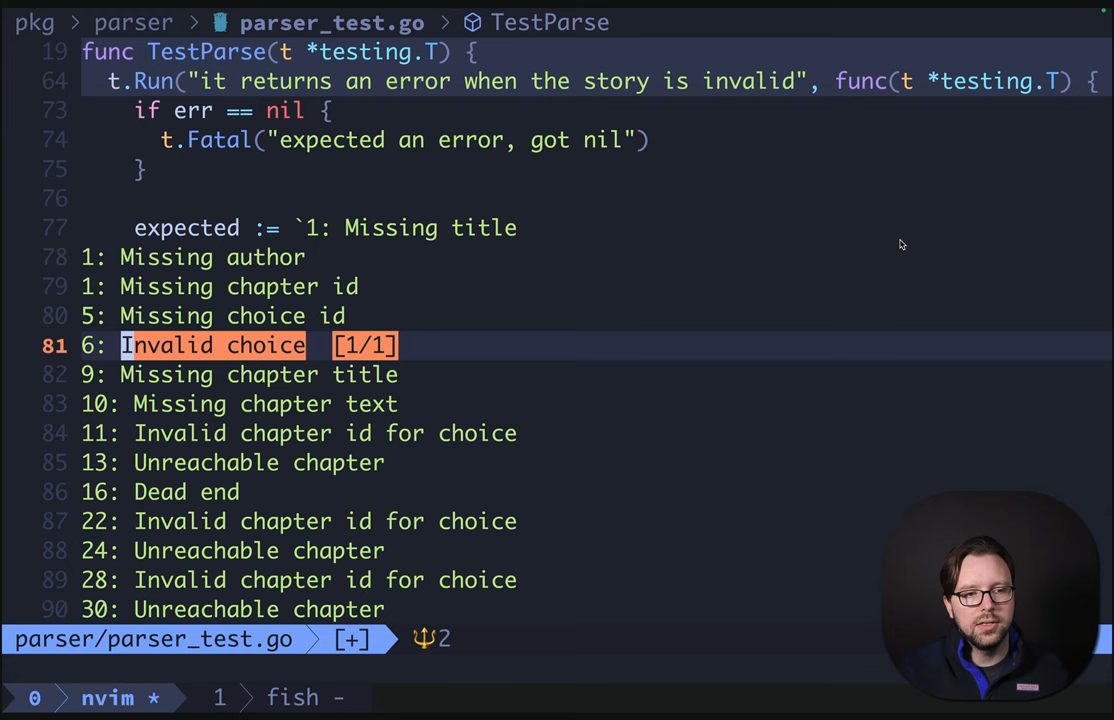 pkg > parser > parser_test.go > TestParse
19 func TestParse(t *testing.T) {
64 t.Run("it returns an error when the story is invalid", func(t *testing.T) {
73 if err == nil {
74 t.Fatal("expected an error, got nil")
75 }
76
77 expected := `1: Missing title
78 1: Missing author
79 1: Missing chapter id
80 5: Missing choice id
81 6: Invalid choice [1/1]
82 9: Missing chapter title
83 10: Missing chapter text
84 11: Invalid chapter id for choice
85 13: Unreachable chapter
86 16: Dead end
87 22: Invalid chapter id for choice
88 24: Unreachable chapter
89 28: Invalid chapter id for choice
90 30: Unreachable chapter
parser/parser_test.go [+] 2
0 nvim * 1 fish -